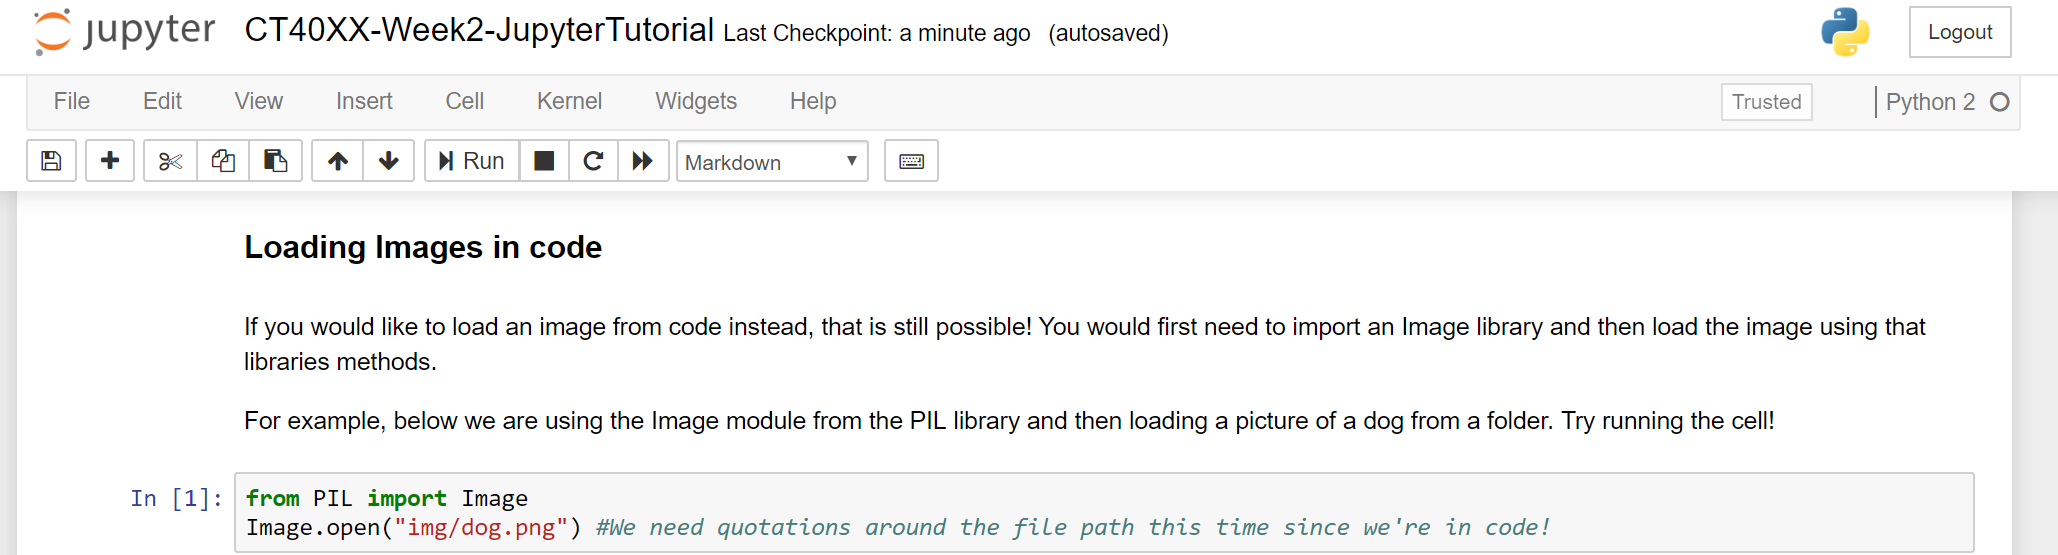 jupyter CT40XX-Week2-JupyterTutorial Last Checkpoint: a minute ago (autosaved) Logout
File Edit View Insert Cell Kernel Widgets Help Trusted Python 2
Run Markdown
Loading Images in code
If you would like to load an image from code instead, that is still possible! You would first need to import an Image library and then load the image using that
libraries methods.
For example, below we are using the Image module from the PIL library and then loading a picture of a dog from a folder. Try running the cell!
In [1]: from PIL import Image
Image.open("img/dog.png") #We need quotations around the file path this time since we're in code!